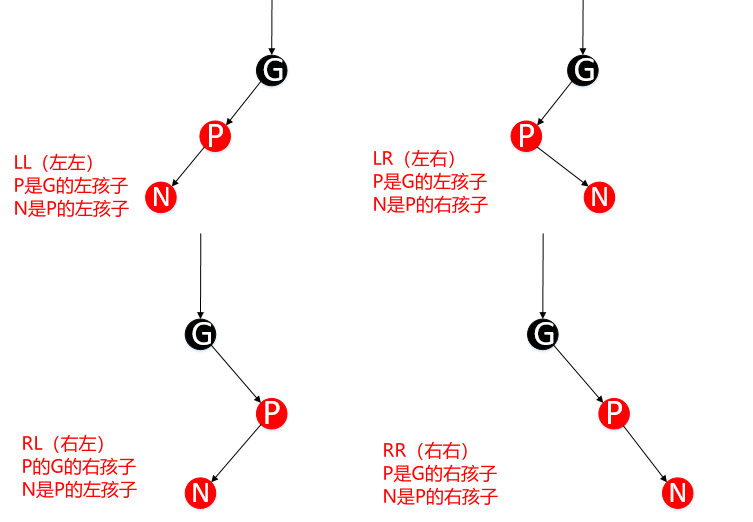 G
P
N
LL（左左）
P是G的左孩子
N是P的左孩子
G
P
N
LR（左右）
P是G的左孩子
N是P的右孩子
G
P
N
RL（右左）
P的G的右孩子
N是P的左孩子
G
P
N
RR（右右）
P是G的右孩子
N是P的右孩子